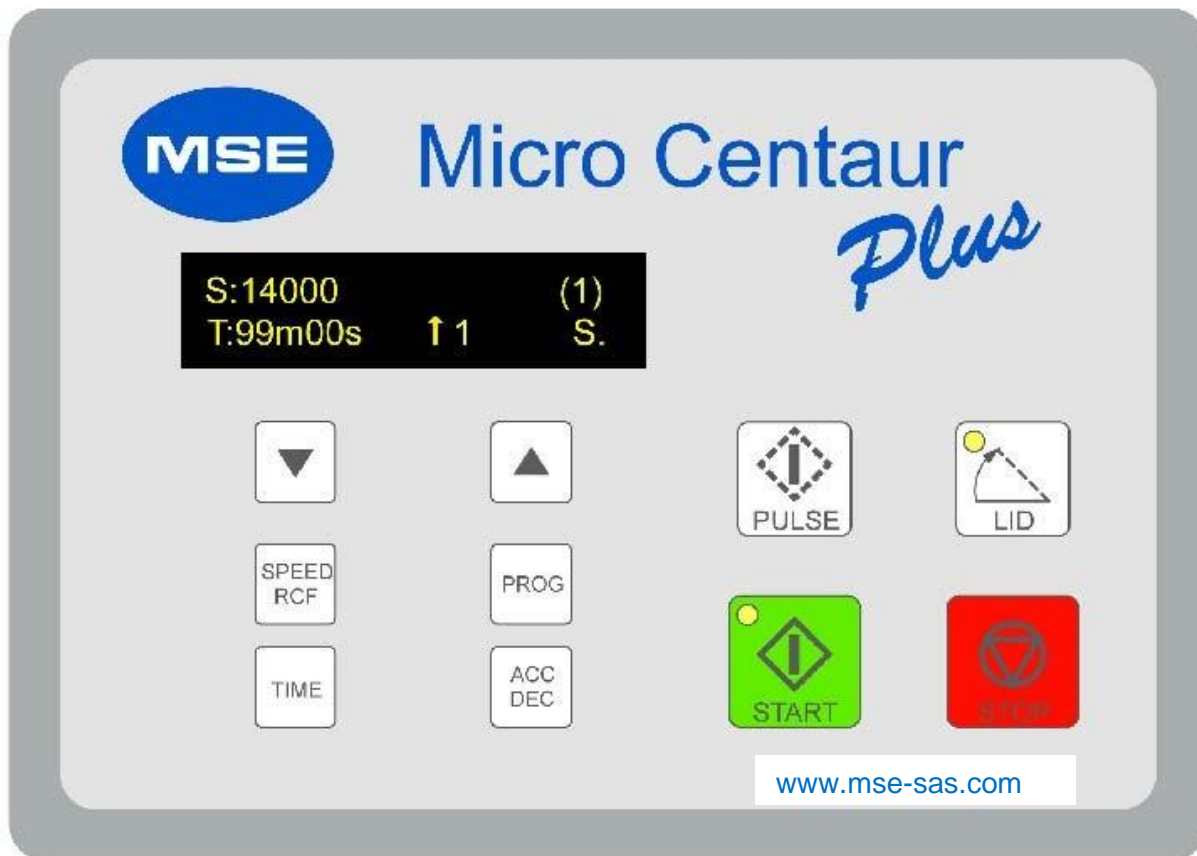 MSE
Micro Centaur
Plus
S:14000 (1)
T:99m00s ↑1 S.
PULSE
LID
SPEED
RCF
PROG
TIME
ACC
DEC
START
STOP
www.mse-sas.com